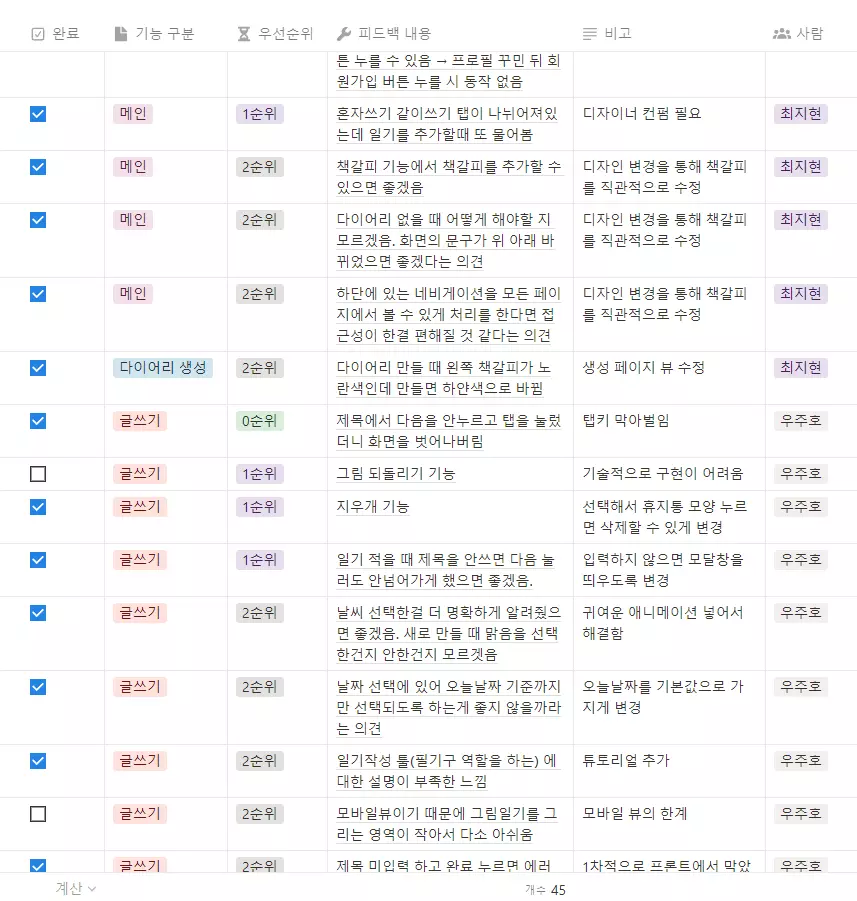 완료 기능 구분 우선순위 피드백 내용 비고 사람
튼 누를 수 있음 → 프로필 꾸민 뒤 회
원가입 버튼 누를 시 동작 없음
메인 1순위 혼자쓰기 같이쓰기 탭이 나뉘어져있 디자이너 컨펌 필요 최지현
는데 일기를 추가할때 또 물어봄
메인 2순위 책갈피 기능에서 책갈피를 추가할 수 디자인 변경을 통해 책갈피 최지현
있으면 좋겠음 를 직관적으로 수정
메인 2순위 다이어리 없을 때 어떻게 해야할 지 디자인 변경을 통해 책갈피 최지현
모르겠음. 화면의 문구가 위 아래 바 를 직관적으로 수정
뀌었으면 좋겠다는 의견
메인 2순위 하단에 있는 네비게이션을 모든 페이 디자인 변경을 통해 책갈피 최지현
지에서 볼 수 있게 처리를 한다면 접 를 직관적으로 수정
근성이 한결 편해질 것 같다는 의견
다이어리 생성 2순위 다이어리 만들 때 왼쪽 책갈피가 노 생성 페이지 뷰 수정 최지현
란색인데 만들면 하얀색으로 바뀜
글쓰기 0순위 제목에서 다음을 안누르고 탭을 눌렀 탭키 막아벌임 우주호
더니 화면을 벗어나버림
글쓰기 1순위 그림 되돌리기 기능 기술적으로 구현이 어려움 우주호
글쓰기 1순위 지우개 기능 선택해서 휴지통 모양 누르 우주호
면 삭제할 수 있게 변경
글쓰기 1순위 일기 적을 때 제목을 안쓰면 다음 눌 입력하지 않으면 모달창을 우주호
러도 안넘어가게 했으면 좋겠음. 띄우도록 변경
글쓰기 2순위 날씨 선택한걸 더 명확하게 알려줬으 귀여운 애니메이션 넣어서 우주호
면 좋겠음. 새로 만들 때 맑음을 선택 해결함
한건지 안한건지 모르겟음
글쓰기 2순위 날짜 선택에 있어 오늘날짜 기준까지 오늘날짜를 기본값으로 가 우주호
만 선택되도록 하는게 좋지 않을까라 지게 변경
는 의견
글쓰기 2순위 일기작성 툴(필기구 역할을 하는) 에 튜토리얼 추가 우주호
대한 설명이 부족한 느낌
글쓰기 2순위 모바일뷰이기 때문에 그림일기를 그 모바일 뷰의 한계 우주호
리는 영역이 작아서 다소 아쉬움
글쓰기 2순위 제목 미입력 하고 완료 누르면 에러 1차적으로 프론트에서 막았 우주호
계산 개수 45